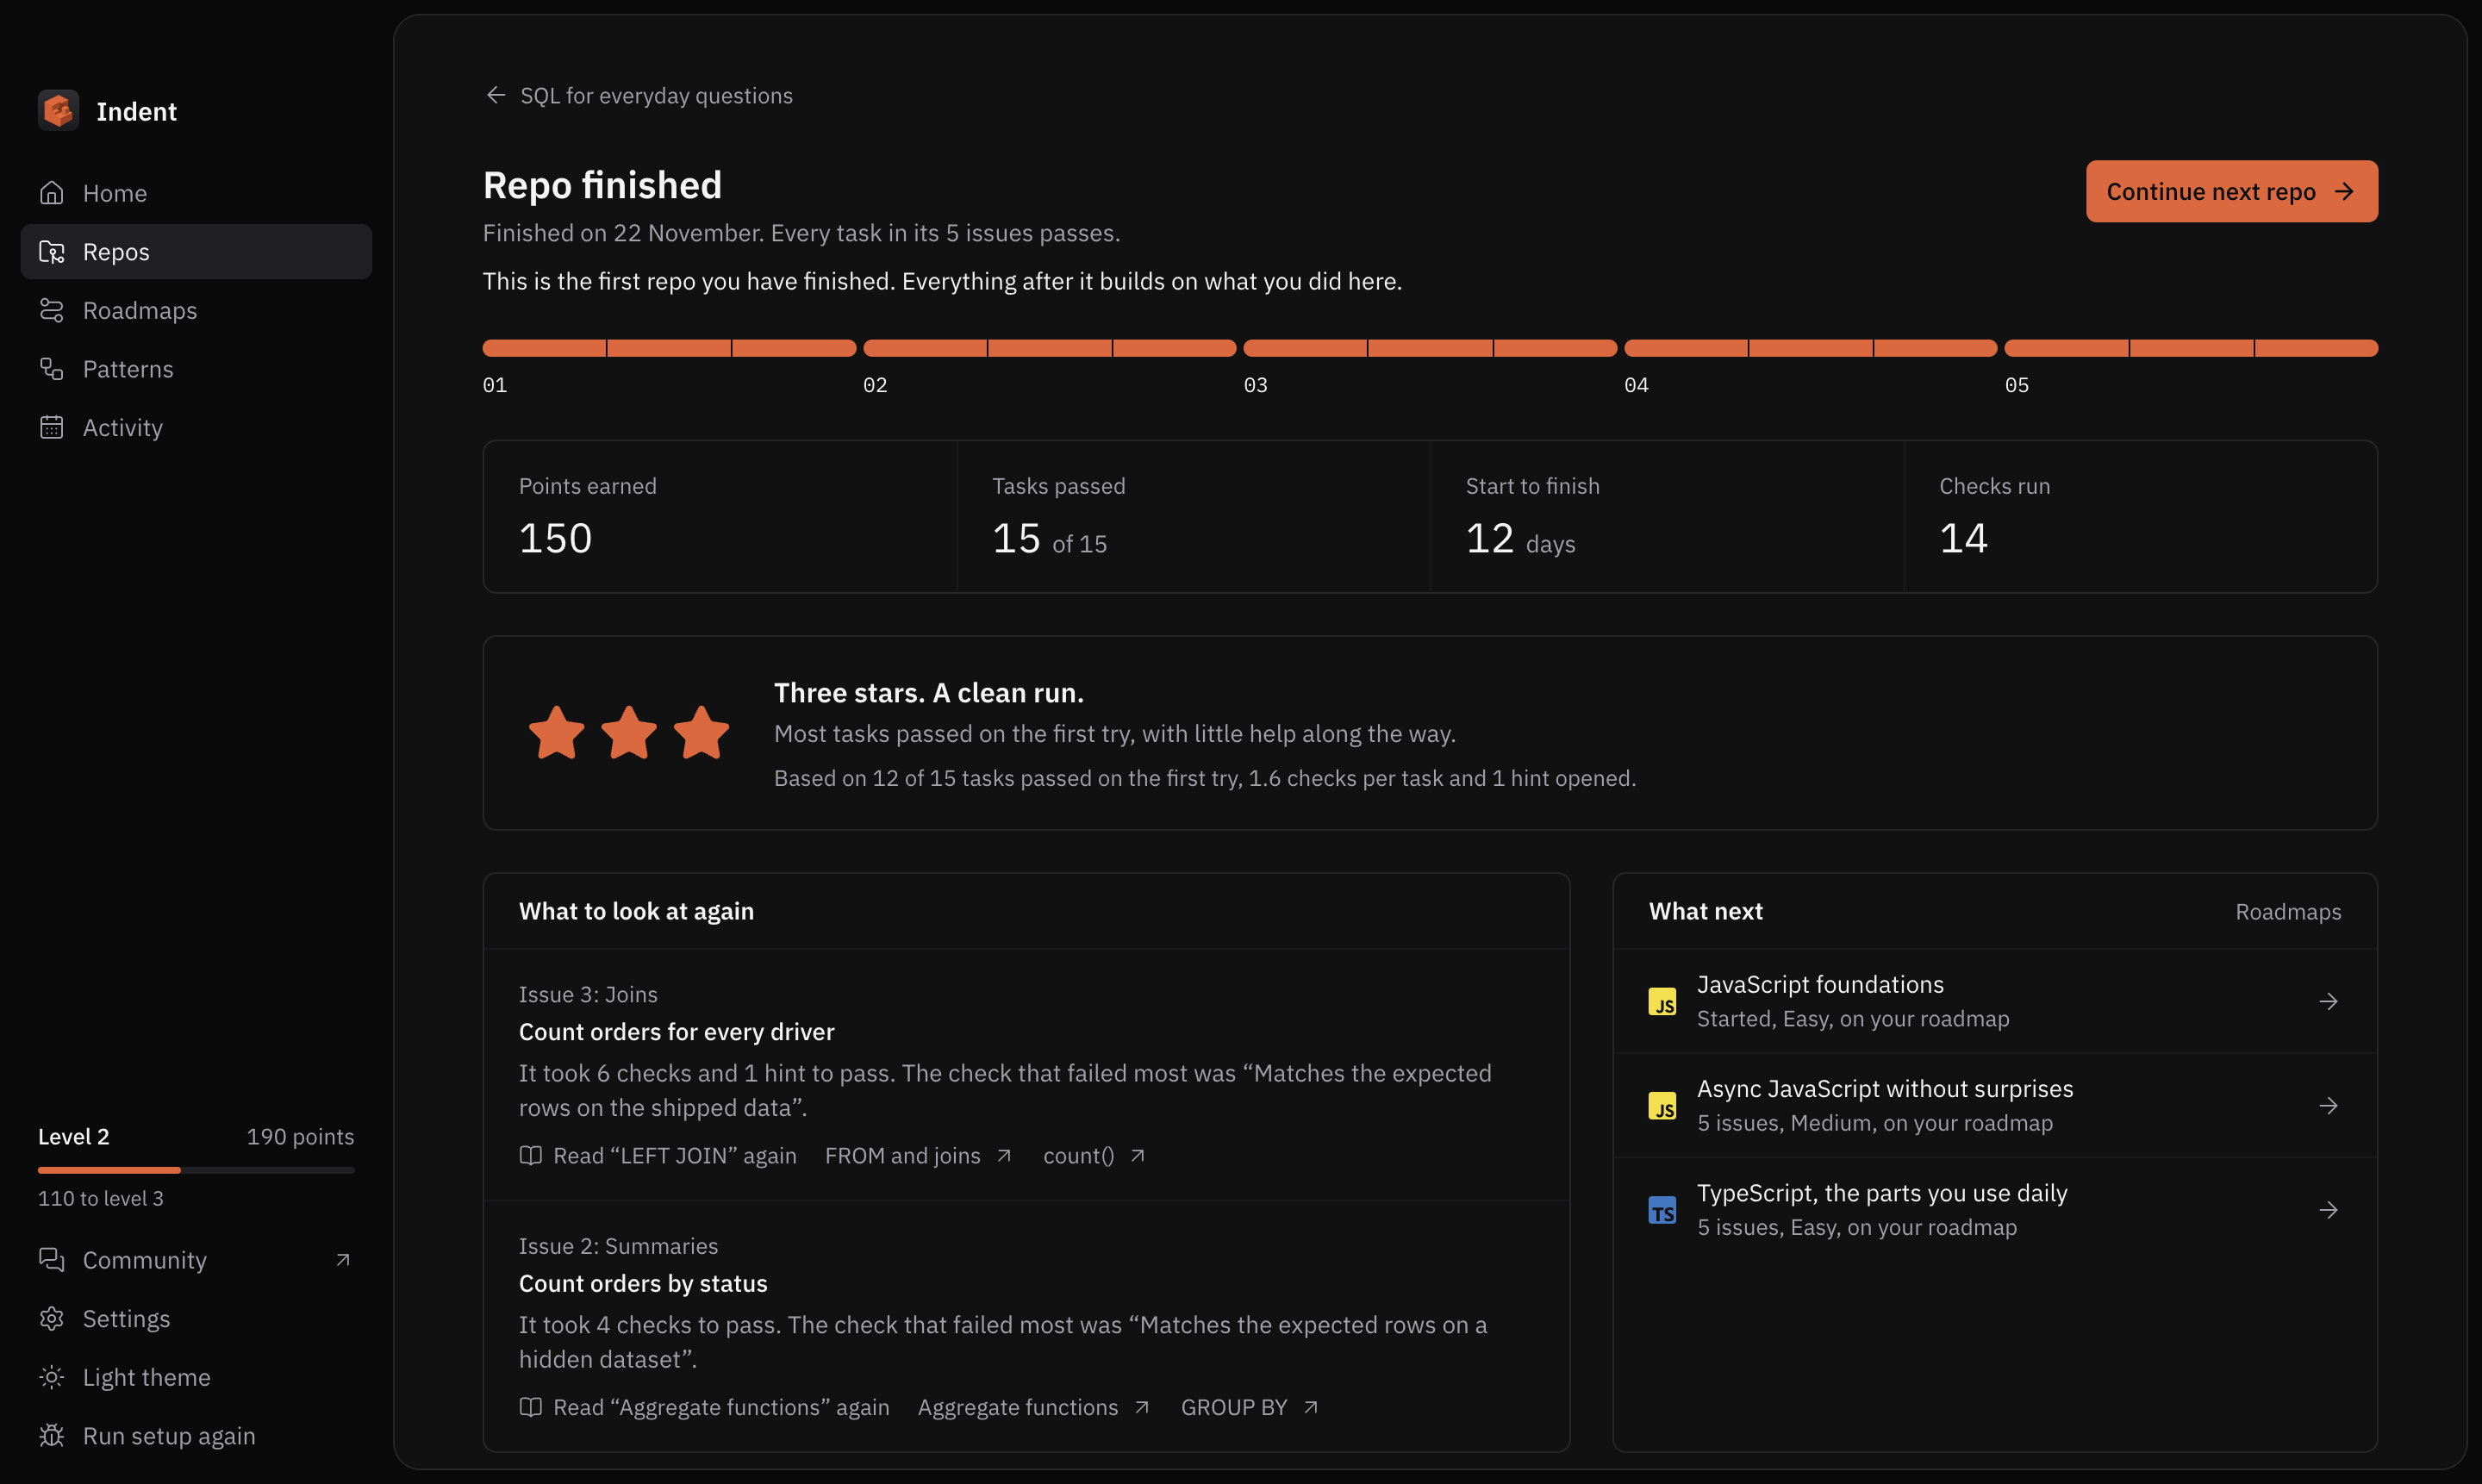 Indent
Home
Repos
Roadmaps
Patterns
Activity
Level 2
190 points
110 to level 3
Community
Settings
Light theme
Run setup again
SQL for everyday questions
Repo finished
Continue next repo
Finished on 22 November. Every task in its 5 issues passes.
This is the first repo you have finished. Everything after it builds on what you did here.
01
02
03
04
05
Points earned
150
Tasks passed
15 of 15
Start to finish
12 days
Checks run
14
Three stars. A clean run.
Most tasks passed on the first try, with little help along the way.
Based on 12 of 15 tasks passed on the first try, 1.6 checks per task and 1 hint opened.
What to look at again
Issue 3: Joins
Count orders for every driver
It took 6 checks and 1 hint to pass. The check that failed most was “Matches the expected
rows on the shipped data”.
Read “LEFT JOIN” again
FROM and joins
count()
Issue 2: Summaries
Count orders by status
It took 4 checks to pass. The check that failed most was “Matches the expected rows on a
hidden dataset”.
Read “Aggregate functions” again
Aggregate functions
GROUP BY
What next
Roadmaps
JS
JavaScript foundations
Started, Easy, on your roadmap
JS
Async JavaScript without surprises
5 issues, Medium, on your roadmap
TS
TypeScript, the parts you use daily
5 issues, Easy, on your roadmap